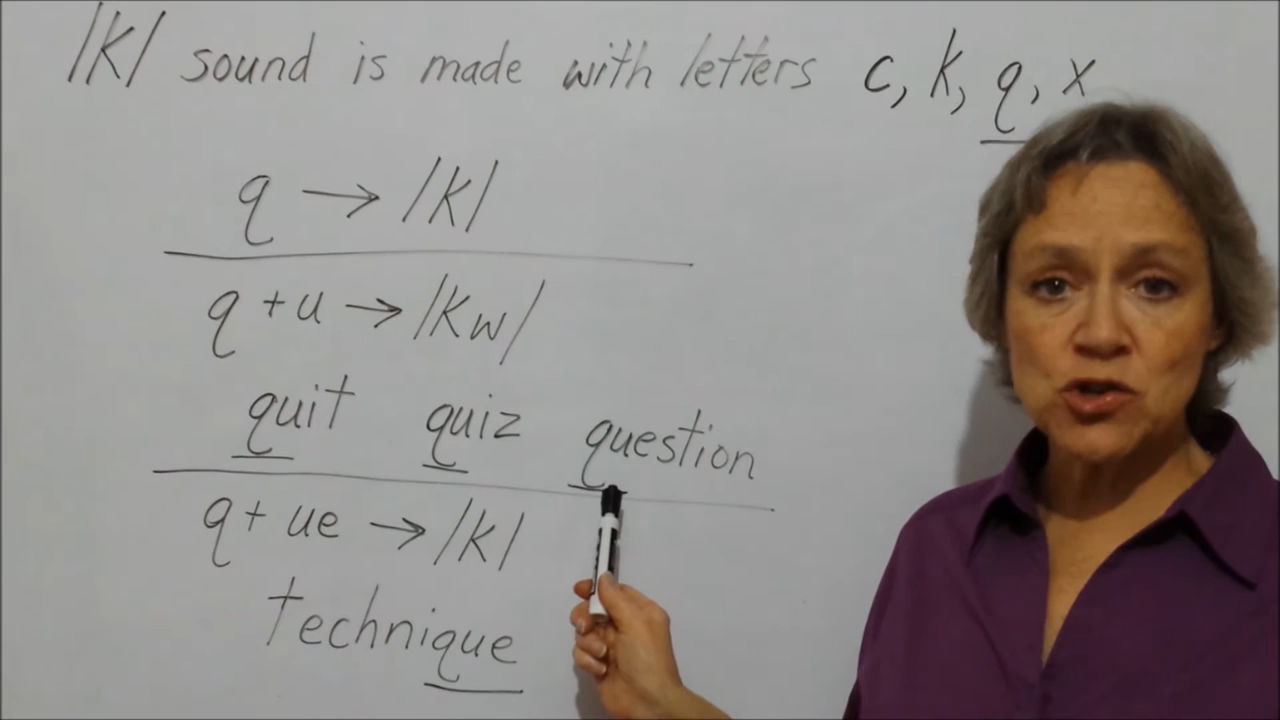 /k/ sound is made with letters c, k, q, x
q → /k/
q + u → /kw/
quit quiz question
q + ue → /k/
technique